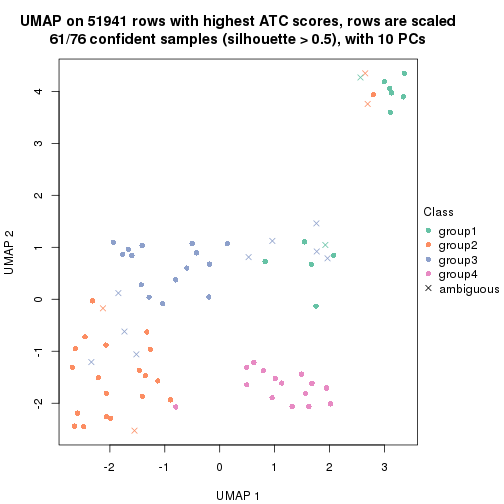 UMAP on 51941 rows with highest ATC scores, rows are scaled
61/76 confident samples (silhouette > 0.5), with 10 PCs
4
3
2
1
0
-1
-2
UMAP 2
-2
-1
0
1
2
3
UMAP 1
Class
group1
group2
group3
group4
ambiguous